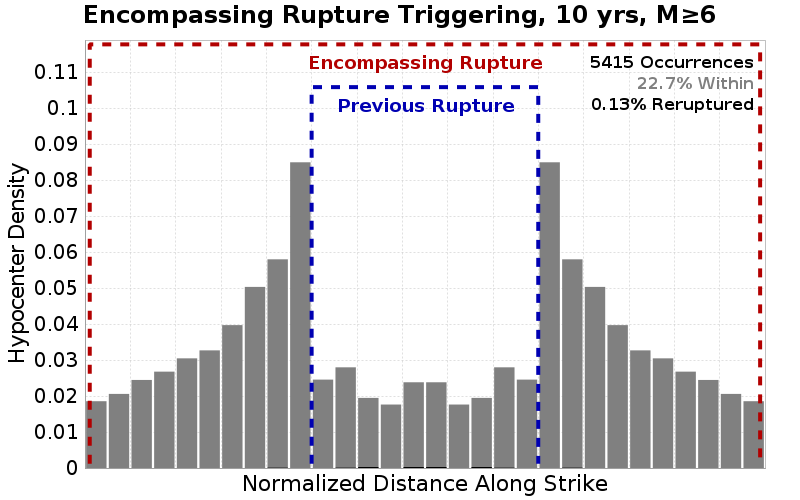 Encompassing Rupture Triggering, 10 yrs, M≥6
Encompassing Rupture
5415 Occurrences
22.7% Within
Previous Rupture
0.13% Reruptured
Hypocenter Density
0.11
0.1
0.09
0.08
0.07
0.06
0.05
0.04
0.03
0.02
0.01
0
Normalized Distance Along Strike